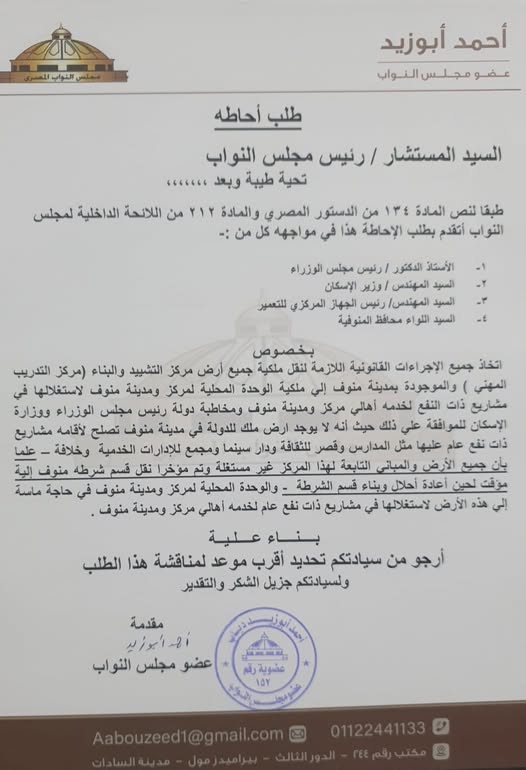 أحمد أبوزيد
عضو مجلس النواب
مجلس النواب المصرى
طلب أحاطه
السيد المستشار / رئيس مجلس النواب
تحية طيبة وبعد ،،،،،،،
طبقا لنص المادة ١٣٤ من الدستور المصري والمادة ٢١٢ من اللائحة الداخلية لمجلس
النواب أتقدم بطلب الإحاطة هذا في مواجهه كل من :-
١- الأستاذ الدكتور / رئيس مجلس الوزراء
٢- السيد المهندس / وزير الإسكان
٣- السيد المهندس/ رئيس الجهاز المركزي للتعمير
٤- السيد اللواء محافظ المنوفية
بخصوص
اتخاذ جميع الإجراءات القانونية اللازمة لنقل ملكية جميع أرض مركز التشييد والبناء (مركز التدريب
المهني ) والموجودة بمدينة منوف إلي ملكية الوحدة المحلية لمركز ومدينة منوف لاستغلالها في
مشاريع ذات النفع لخدمه أهالي مركز ومدينة منوف ومخاطبة دولة رئيس مجلس الوزراء ووزارة
الإسكان للموافقة علي ذلك حيث أنه لا يوجد ارض ملك للدولة في مدينة منوف تصلح لأقامه مشاريع
ذات نفع عام عليها مثل المدارس وقصر للثقافة ودار سينما ومجمع للإدارات الخدمية وخلافة – علما
بأن جميع الأرض والمباني التابعة لهذا المركز غير مستغلة وتم مؤخرا نقل قسم شرطه منوف إلية
مؤقت لحين أعادة أحلال وبناء قسم الشرطة - والوحدة المحلية لمركز ومدينة منوف في حاجة ماسة
إلي هذه الأرض لاستغلالها في مشاريع ذات نفع عام لخدمه أهالي مركز ومدينة منوف .
بناء علية
أرجو من سيادتكم تحديد أقرب موعد لمناقشة هذا الطلب
ولسيادتكم جزيل الشكر والتقدير
مقدمة
أحمد أبوزيد
عضو مجلس النواب
أحمد أبوزيد دياب
عضوية رقم
١٥٢
عضو مجلس النواب
01122441133
Aabouzeed1@gmail.com
مكتب رقم ٢٤٤ - الدور الثالث - بيراميدز مول - مدينة السادات